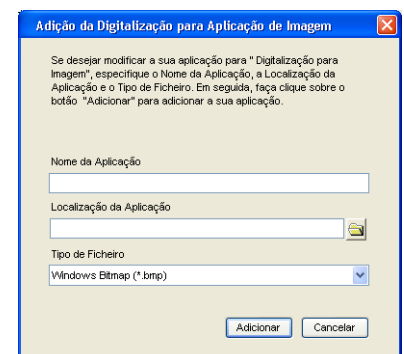 Adição da Digitalização para Aplicação de Imagem
Se desejar modificar a sua aplicação para " Digitalização para
Imagem", especifique o Nome da Aplicação, a Localização da
Aplicação e o Tipo de Ficheiro. Em seguida, faça clique sobre o
botão "Adicionar" para adicionar a sua aplicação.
Nome da Aplicação
Localização da Aplicação
Tipo de Ficheiro
Windows Bitmap (*.bmp)
Adicionar Cancelar